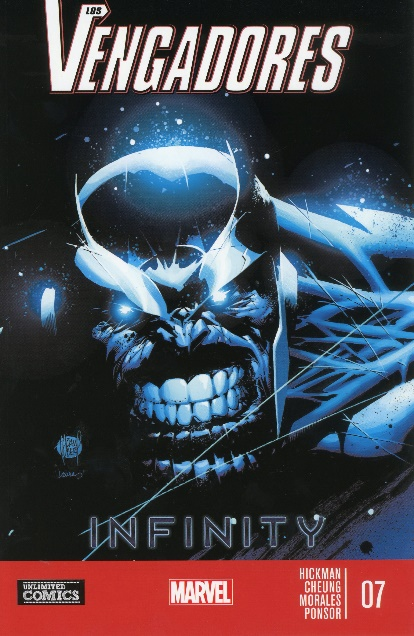 LOS
VENGADORES
INFINITY
UNLIMITED
COMICS
MARVEL
HICKMAN
CHEUNG
MORALES
PONSOR
07